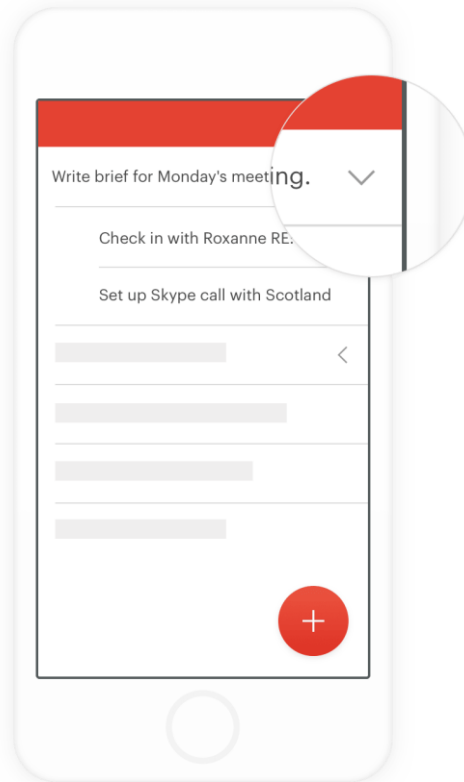 Write brief for Monday's meeting.
Check in with Roxanne RE:
Set up Skype call with Scotland